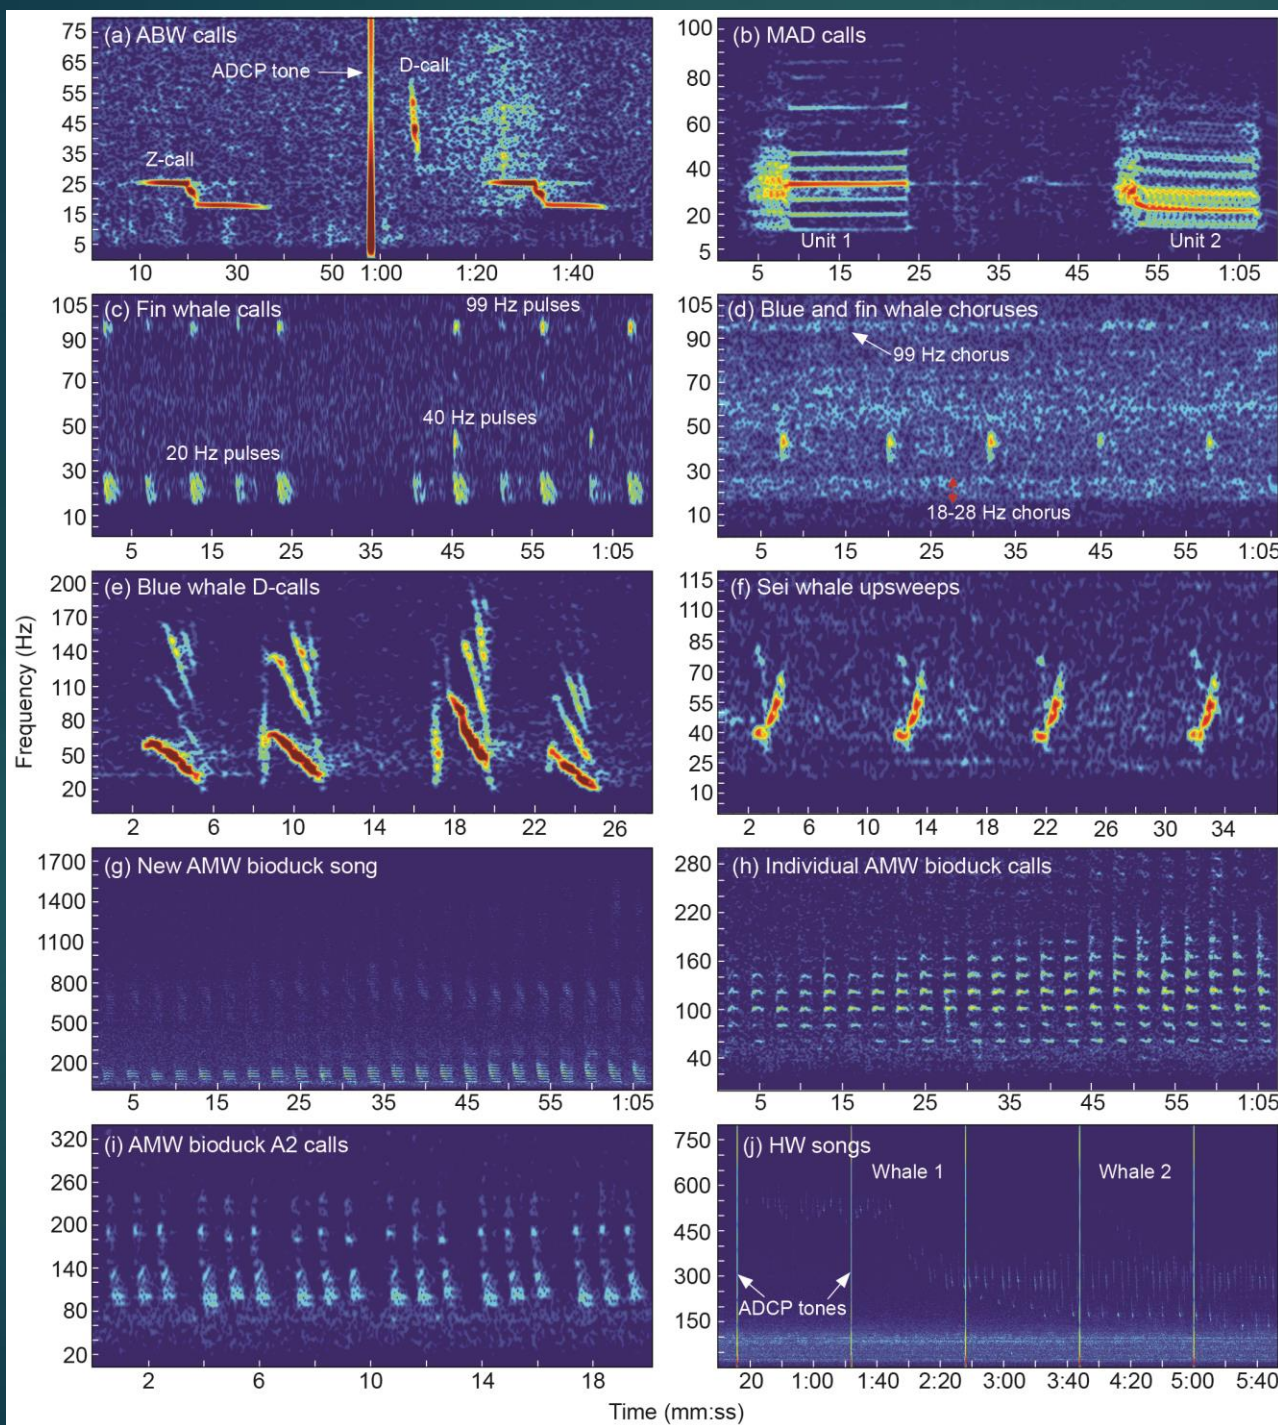 (a) ABW calls
ADCP tone
D-call
Z-call
75
65
55
45
35
25
15
5
10 30 50 1:00 1:20 1:40
(b) MAD calls
Unit 1
Unit 2
100
80
60
40
20
5
5 15 25 35 45 55 1:05
(c) Fin whale calls
99 Hz pulses
40 Hz pulses
20 Hz pulses
105
90
70
50
30
10
5 15 25 35 45 1:05
(d) Blue and fin whale choruses
99 Hz chorus
18-28 Hz chorus
105
90
70
50
30
10
5 15 25 35 45 55 1:05
Frequency (Hz)
(e) Blue whale D-calls
200
170
140
110
80
50
20
2 6 10 14 18 22 26
(f) Sei whale upsweeps
115
100
85
70
55
40
25
10
2 6 12 14 18 22 26 30 34
(g) New AMW bioduck song
1700
1400
1100
800
500
200
5 15 25 35 45 55 1:05
(h) Individual AMW bioduck calls
280
220
160
100
40
5 15 25 35 45 55 1:05
(i) AMW bioduck A2 calls
320
260
200
140
80
20
2 6 10 14 18
(j) HW songs
Whale 1
Whale 2
ADCP tones
750
600
450
300
150
20 1:00 1:40 2:20 3:00 3:40 4:20 5:00 5:40
Time (mm:ss)